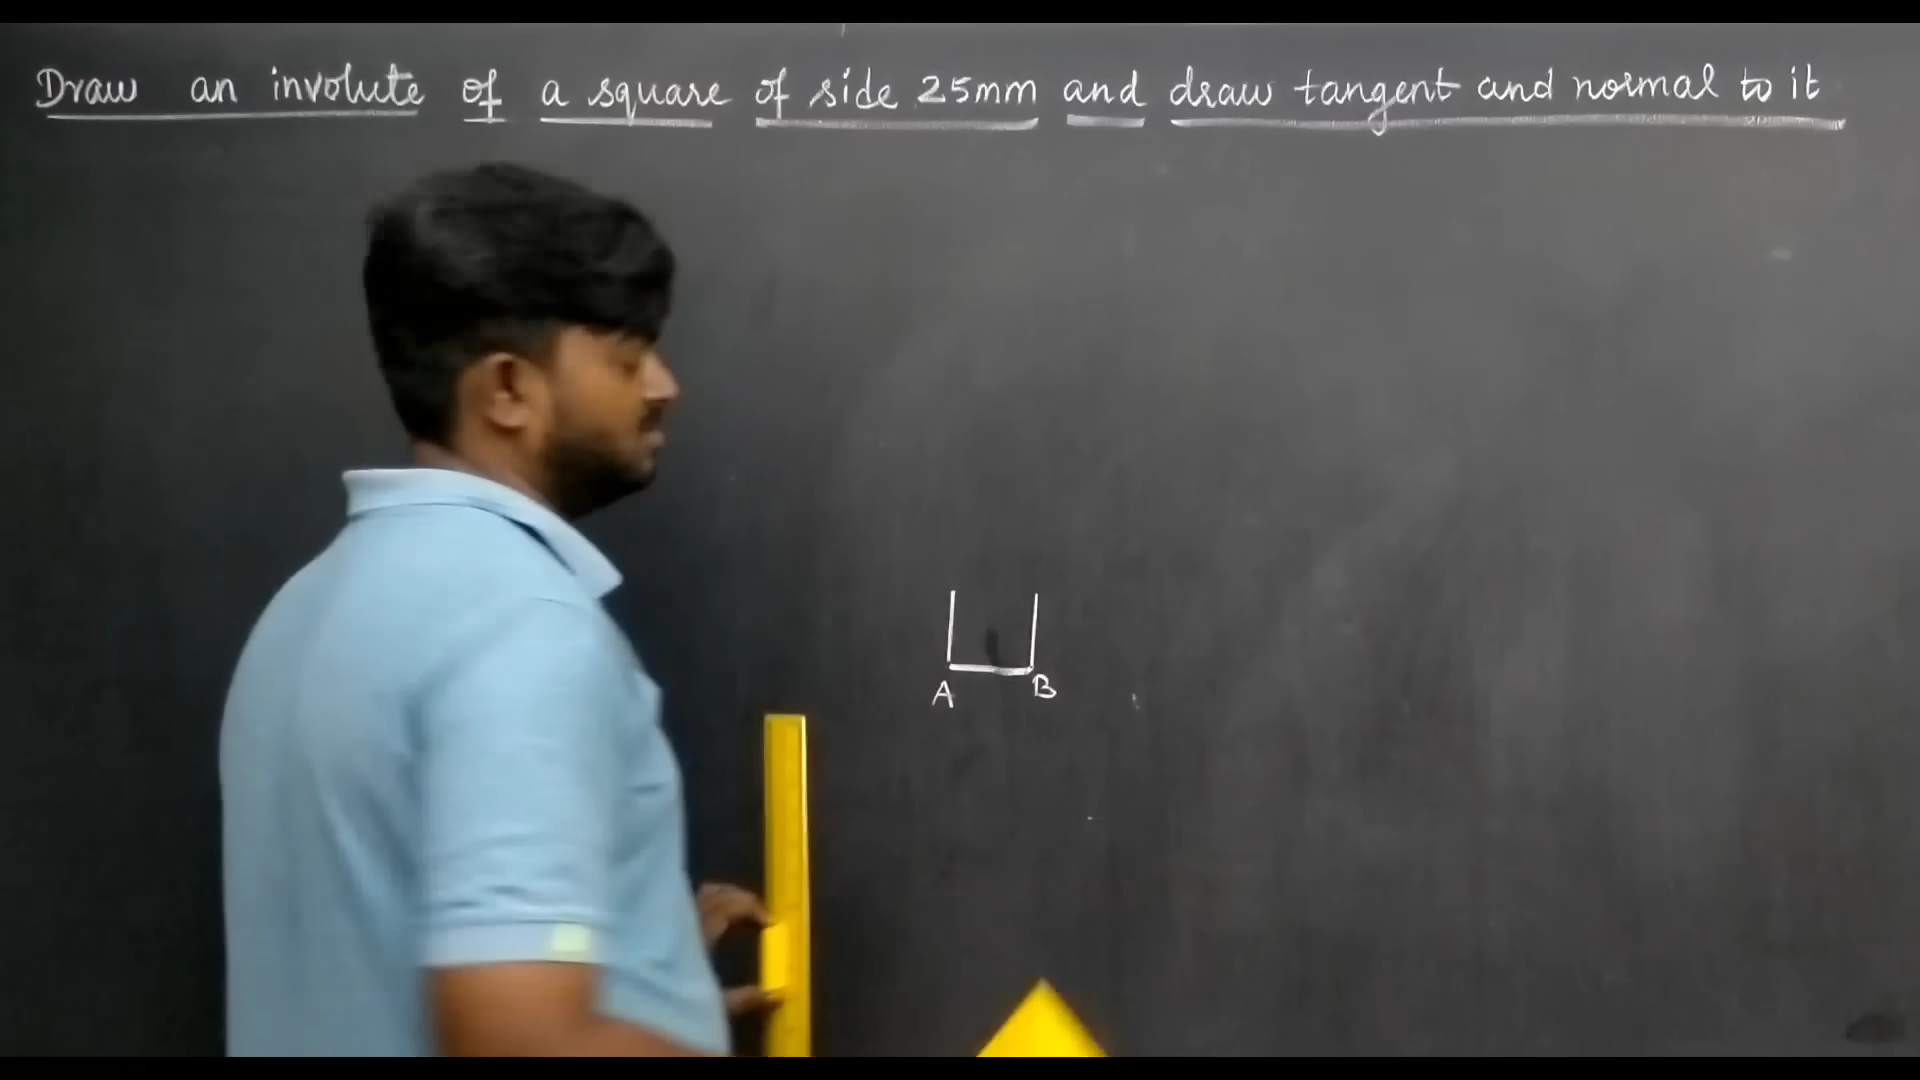 Draw an involute of a square of side 25mm and draw tangent and normal to it
A B